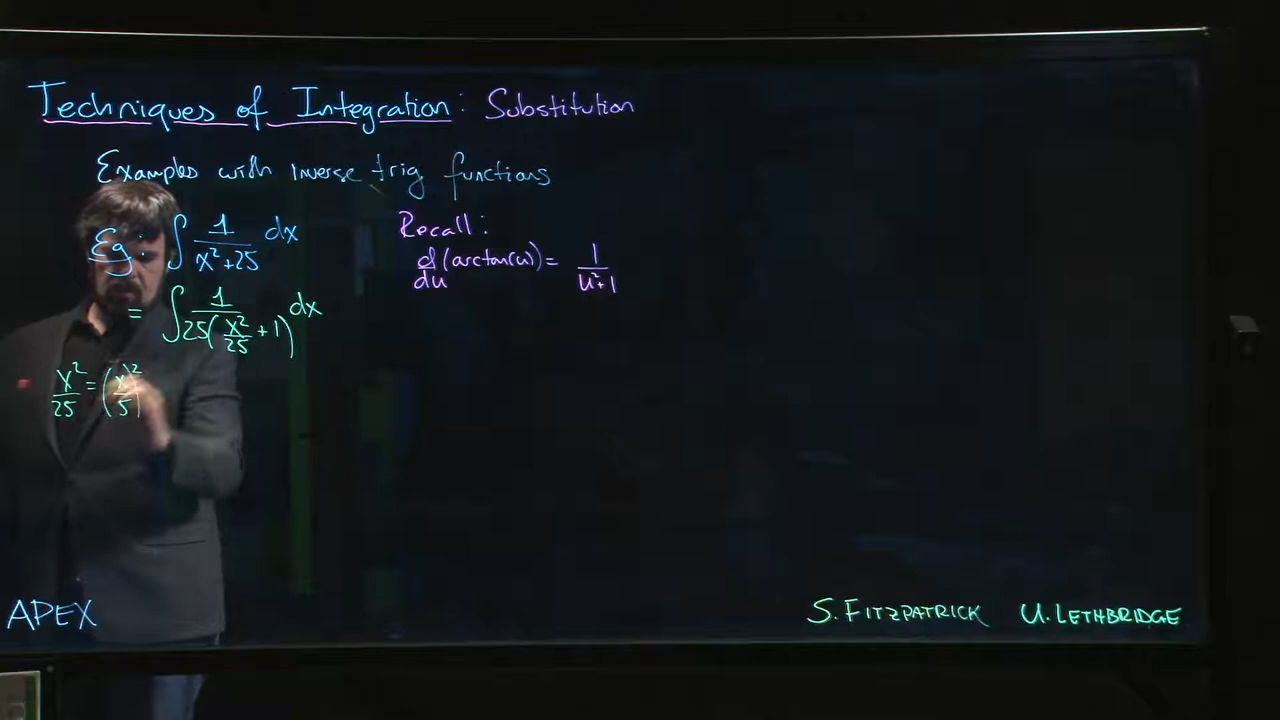 Techniques of Integration: Substitution
Examples with inverse trig functions
Eg: ∫ 1/(x²+25) dx
= ∫ 1/(25(x²/25 + 1)) dx
x²/25 = (x/5)²
Recall:
d/du (arctan(u)) = 1/(u²+1)
APEX
S. FITZPATRICK U. LETHBRIDGE